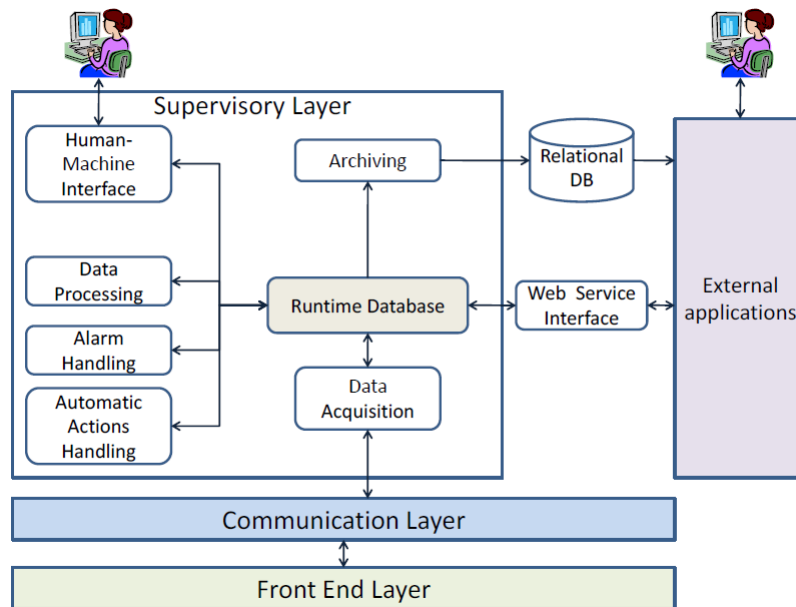 Supervisory Layer
Human-
Machine
Interface
Archiving
Relational
DB
Data
Processing
Runtime Database
Web Service
Interface
External
applications
Alarm
Handling
Data
Acquisition
Automatic
Actions
Handling
Communication Layer
Front End Layer